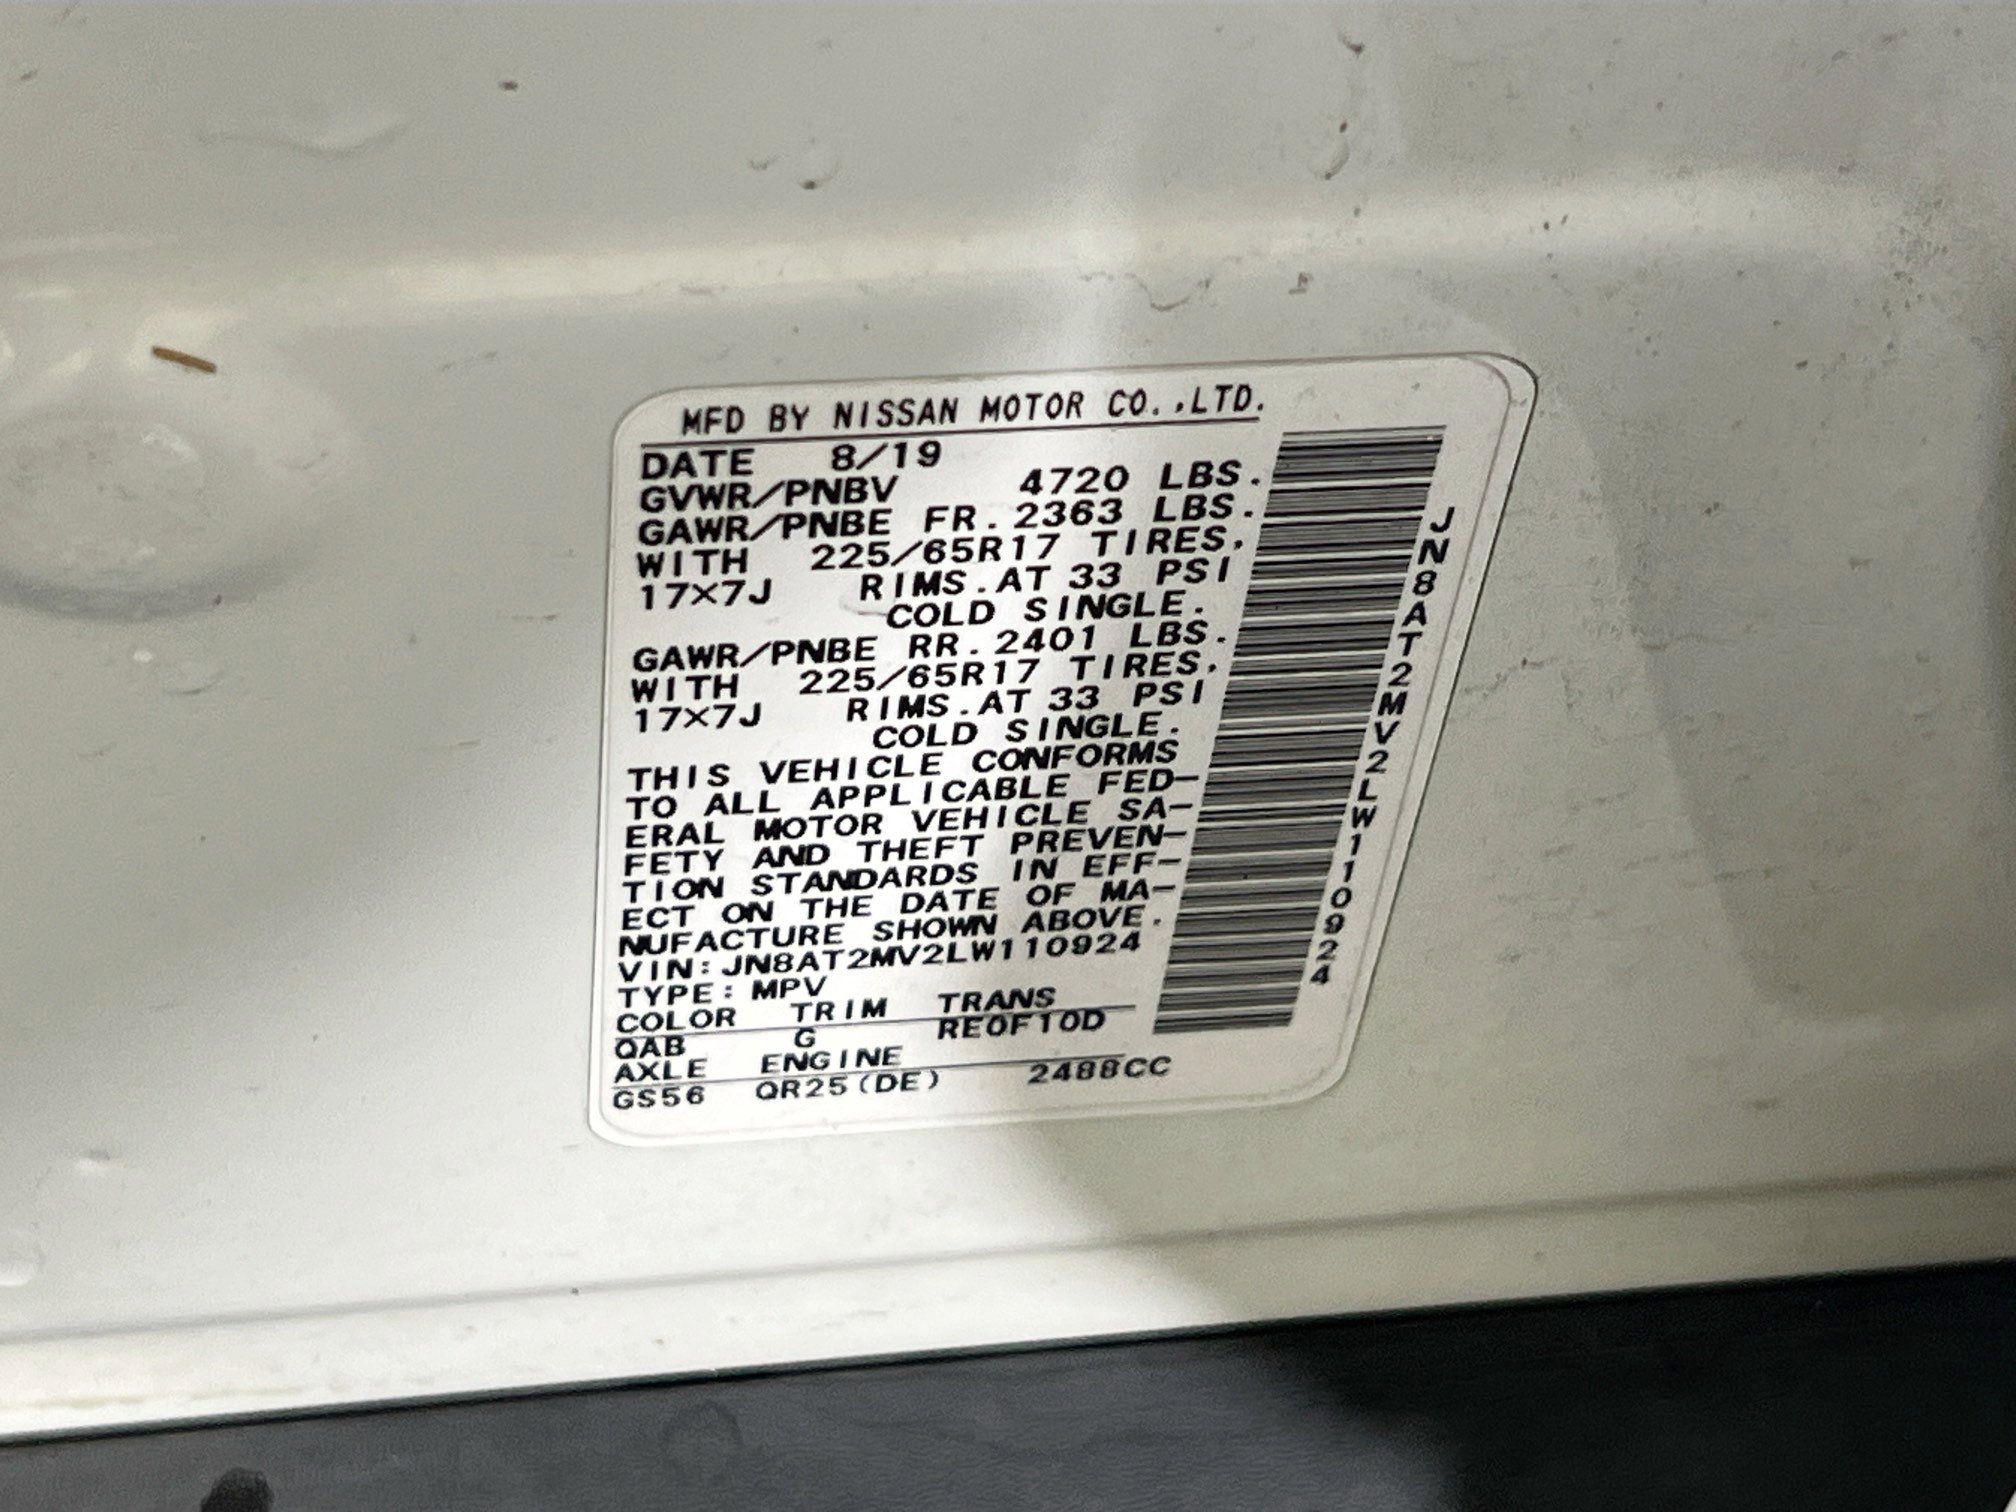 MFD BY NISSAN MOTOR CO.,LTD.
DATE 8/19
GVWR/PNBV 4720 LBS.
GAWR/PNBE FR. 2363 LBS.
WITH 225/65R17 TIRES,
17×7J RIMS.AT 33 PSI
COLD SINGLE.
GAWR/PNBE RR. 2401 LBS.
WITH 225/65R17 TIRES,
17×7J RIMS.AT 33 PSI
COLD SINGLE.
THIS VEHICLE CONFORMS
TO ALL APPLICABLE FED-
ERAL MOTOR VEHICLE SA-
FETY AND THEFT PREVEN-
TION STANDARDS IN EFF-
ECT ON THE DATE OF MA-
NUFACTURE SHOWN ABOVE.
VIN: JN8AT2MV2LW110924
TYPE: MPV
COLOR TRIM TRANS
QAB G RE0F10D
AXLE ENGINE
GS56 QR25(DE) 2488CC
JN8AT2MV2LW110924